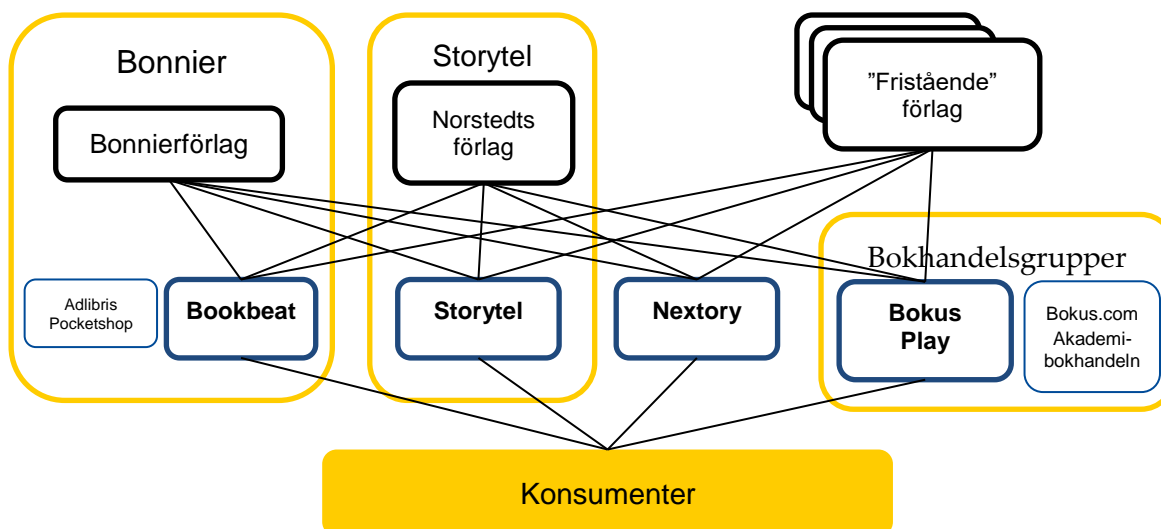 Bonnier
Storytel
”Fristående”
förlag
Bonnierförlag
Norstedts
förlag
Bokhandelsgrupper
Adlibris
Pocketshop
Bookbeat
Storytel
Nextory
Bokus
Play
Bokus.com
Akademi-
bokhandeln
Konsumenter